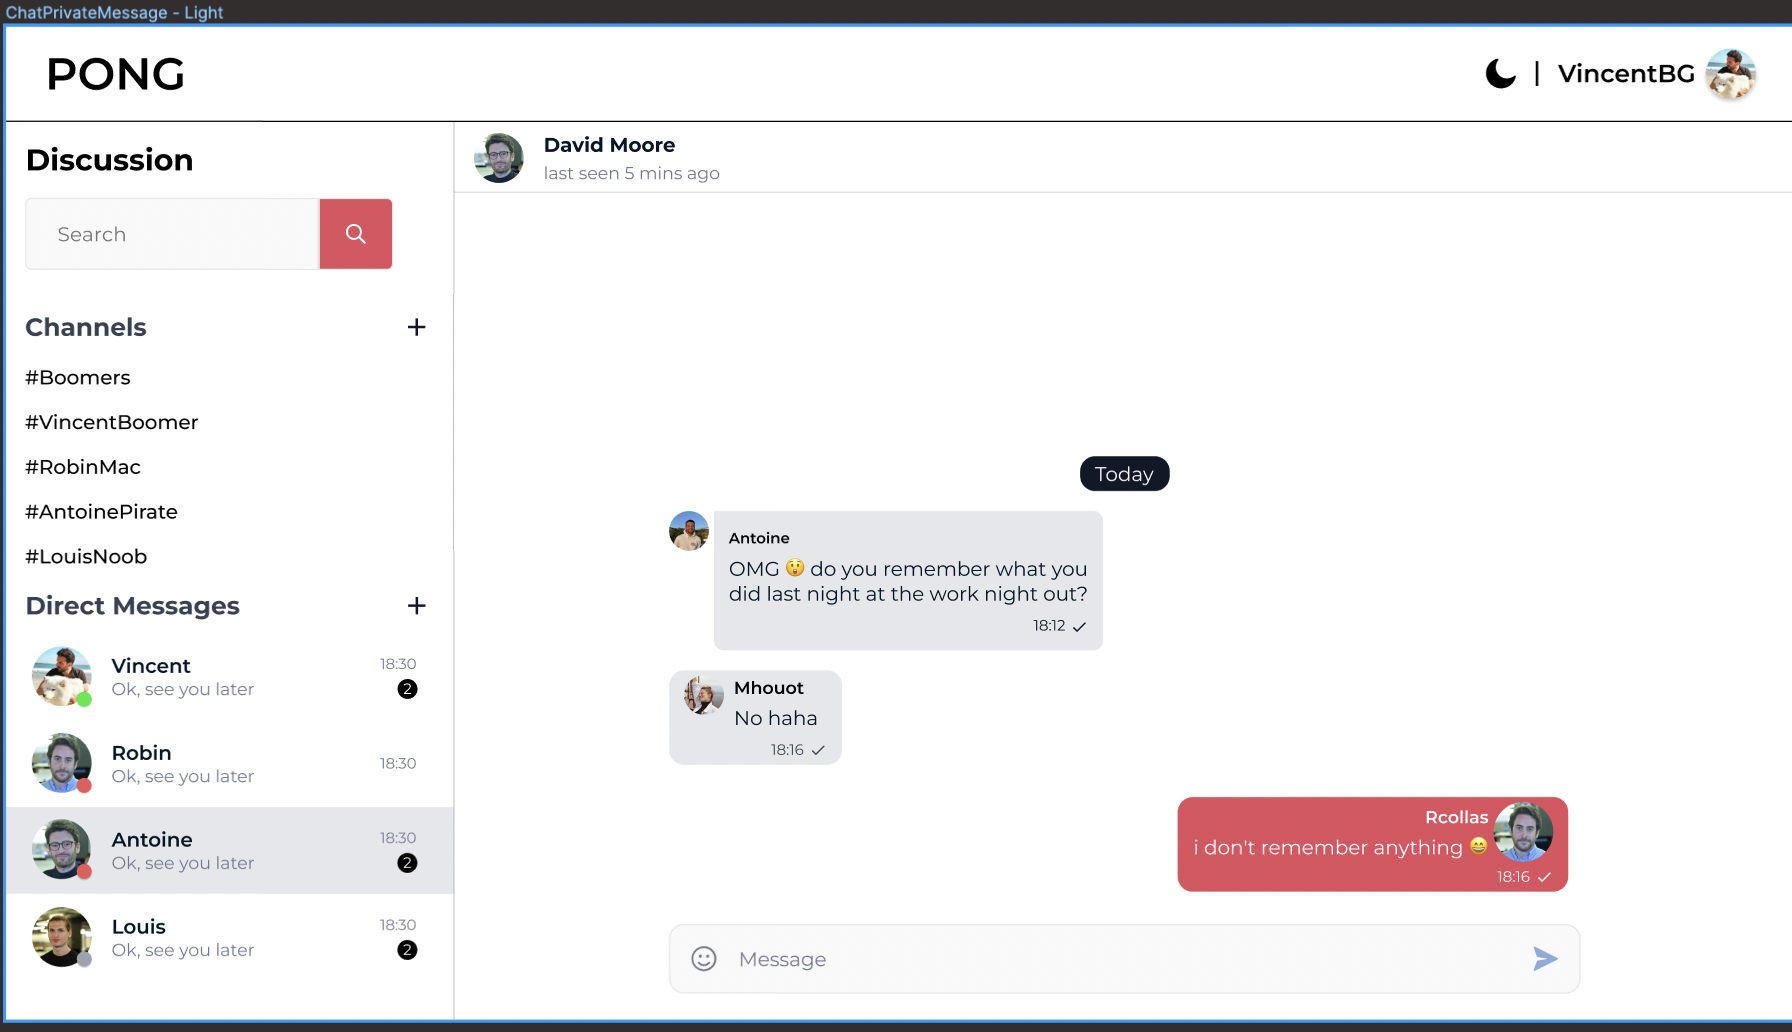 ChatPrivateMessage - Light
PONG
| VincentBG
Discussion
Search
Channels +
#Boomers
#VincentBoomer
#RobinMac
#AntoinePirate
#LouisNoob
Direct Messages +
Vincent 18:30
Ok, see you later 2
Robin
18:30
Ok, see you later
Antoine 18:30
Ok, see you later 2
Louis 18:30
Ok, see you later 2
David Moore
last seen 5 mins ago
Today
Antoine
OMG 😲 do you remember what you
did last night at the work night out?
18:12 ✓
Mhouot
No haha
18:16 ✓
Rcollas
i don't remember anything 😄
18:16 ✓
Message